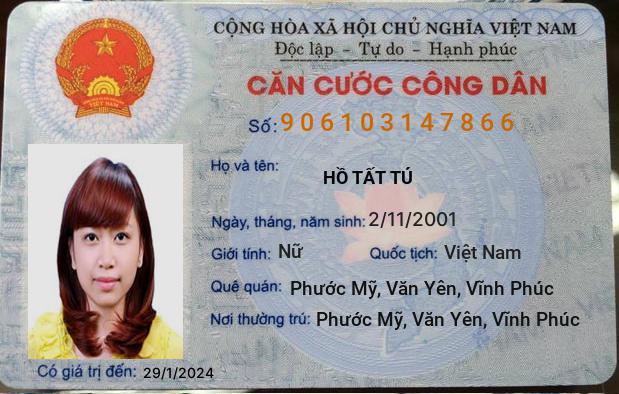 CỘNG HÒA XÃ HỘI CHỦ NGHĨA VIỆT NAM
Độc lập - Tự do - Hạnh phúc
CĂN CƯỚC CÔNG DÂN
Số: 906103147866
Họ và tên: HỒ TẤT TÚ
Ngày, tháng, năm sinh: 2/11/2001
Giới tính: Nữ Quốc tịch: Việt Nam
Quê quán: Phước Mỹ, Văn Yên, Vĩnh Phúc
Nơi thường trú: Phước Mỹ, Văn Yên, Vĩnh Phúc
Có giá trị đến: 29/1/2024
VIỆT NAM